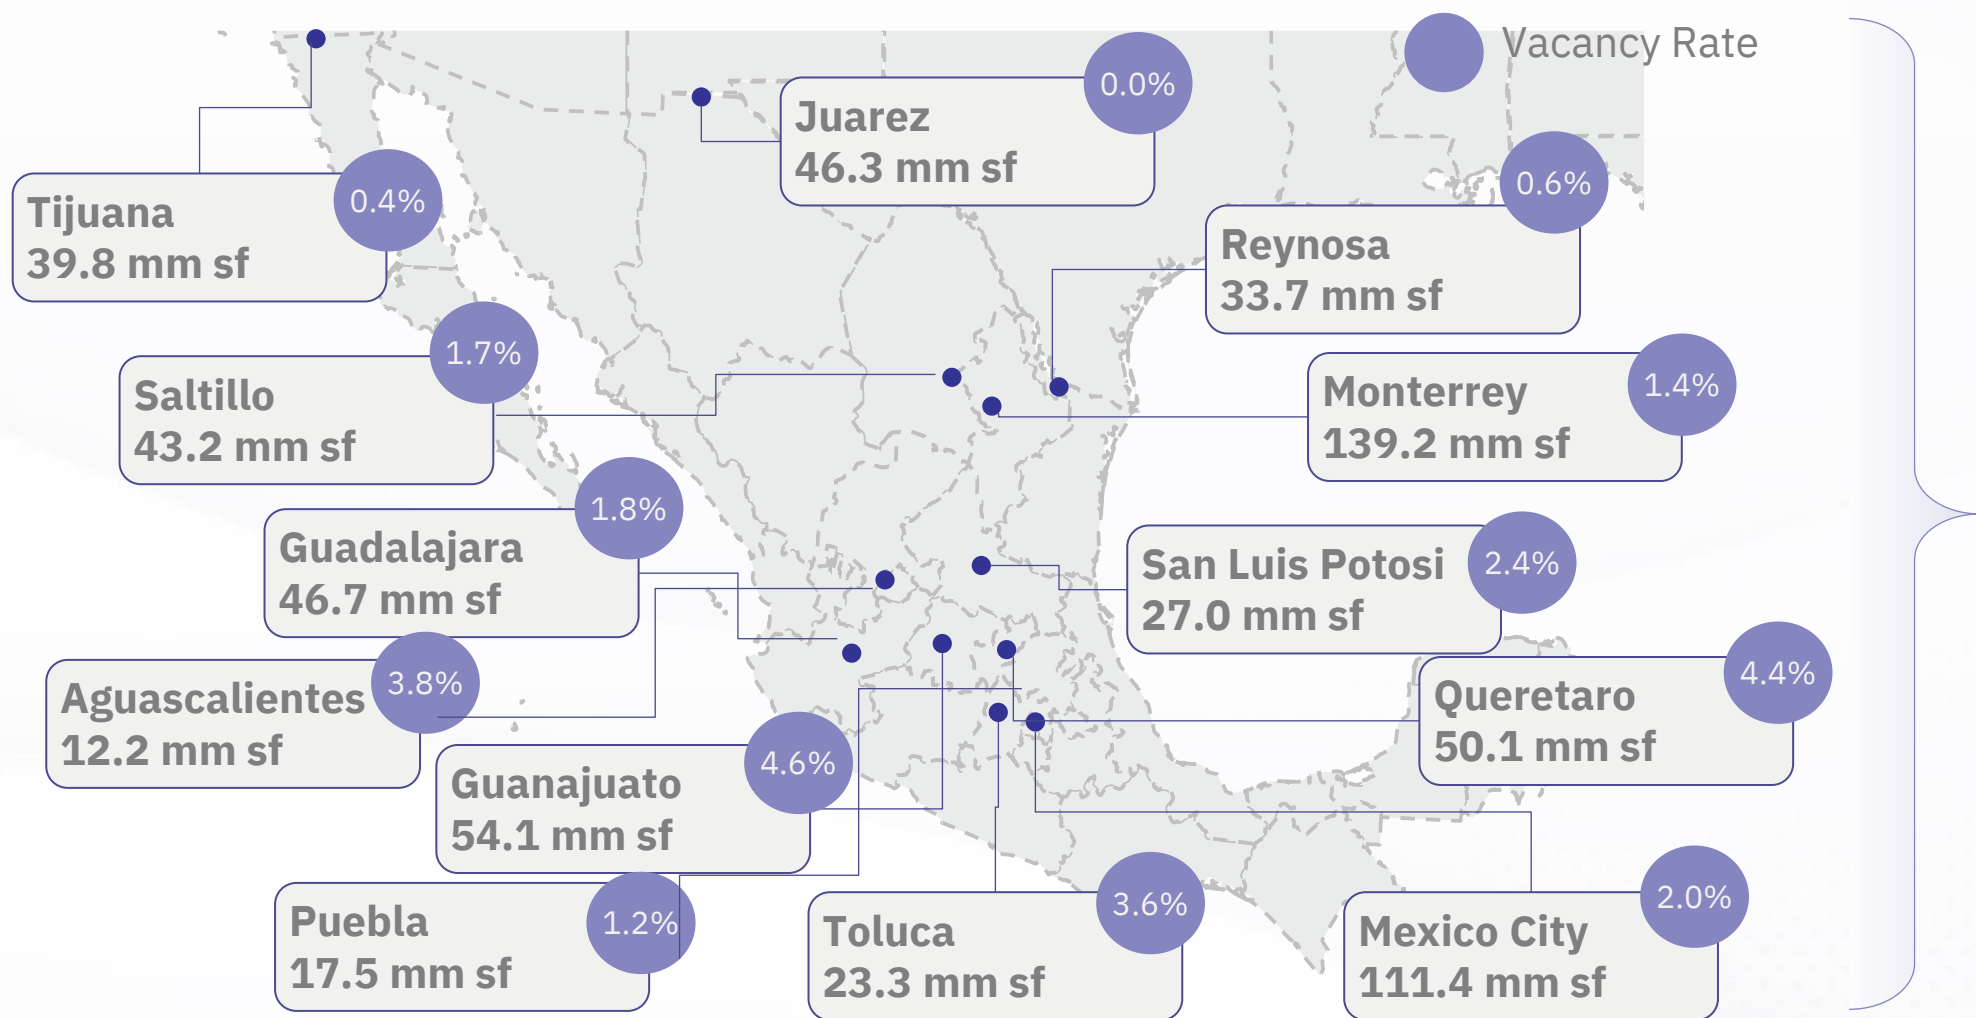 Vacancy Rate
Juarez
46.3 mm sf
0.0%
Tijuana
39.8 mm sf
0.4%
Reynosa
33.7 mm sf
0.6%
Saltillo
43.2 mm sf
1.7%
Monterrey
139.2 mm sf
1.4%
Guadalajara
46.7 mm sf
1.8%
San Luis Potosi
27.0 mm sf
2.4%
Aguascalientes
12.2 mm sf
3.8%
Queretaro
50.1 mm sf
4.4%
Guanajuato
54.1 mm sf
4.6%
Puebla
17.5 mm sf
1.2%
Toluca
23.3 mm sf
3.6%
Mexico City
111.4 mm sf
2.0%